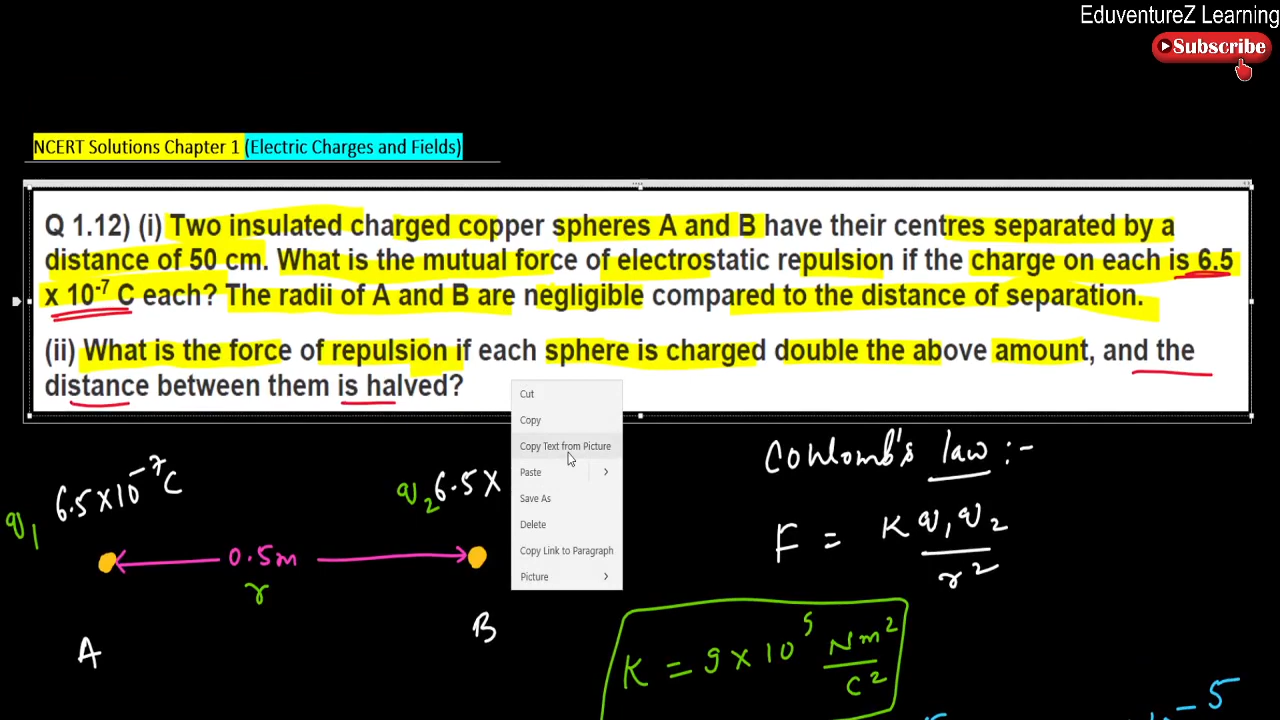 EduventureZ Learning
Subscribe
NCERT Solutions Chapter 1 (Electric Charges and Fields)
Q 1.12) (i) Two insulated charged copper spheres A and B have their centres separated by a
distance of 50 cm. What is the mutual force of electrostatic repulsion if the charge on each is 6.5
x 10⁻⁷ C each? The radii of A and B are negligible compared to the distance of separation.
(ii) What is the force of repulsion if each sphere is charged double the above amount, and the
distance between them is halved?
Cut
Copy
Copy Text from Picture
Paste
Save As
Delete
Copy Link to Paragraph
Picture
q₁ 6.5×10⁻⁷C
q₂ 6.5×
0.5m
r
A
B
Coulomb's law :-
F = K q₁ q₂
r²
K = 9×10⁹ Nm²
C²
- 5